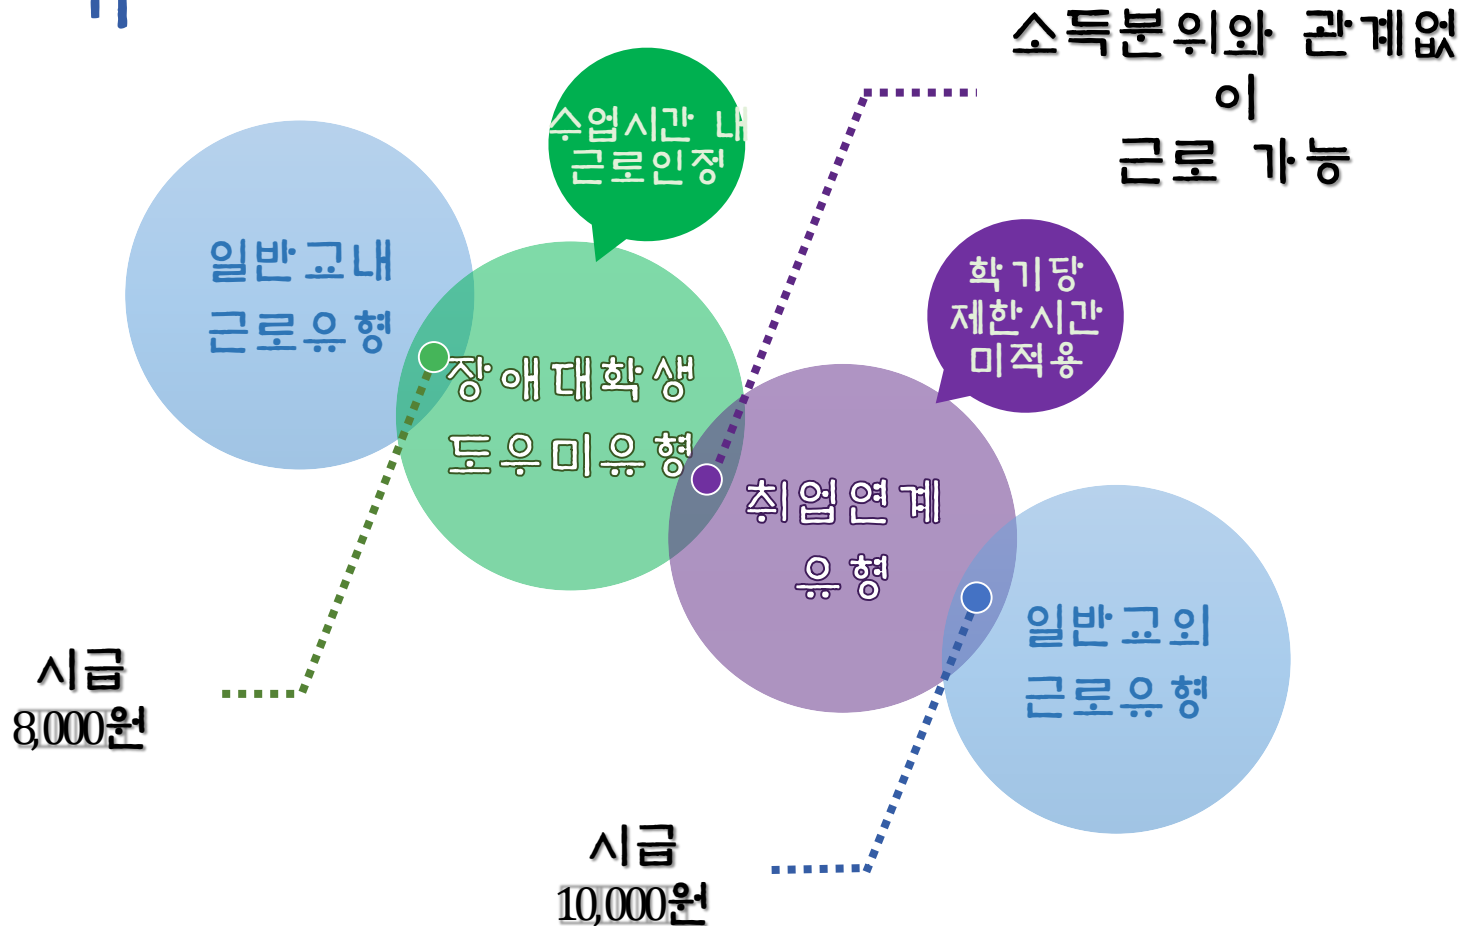 소득분위와 관계없
이
근로 가능
수업시간 내
근로인정
일반교내
근로유형
학기당
제한시간
미적용
장애대학생
도우미유형
취업연계
유형
일반교외
근로유형
시급
8,000원
시급
10,000원